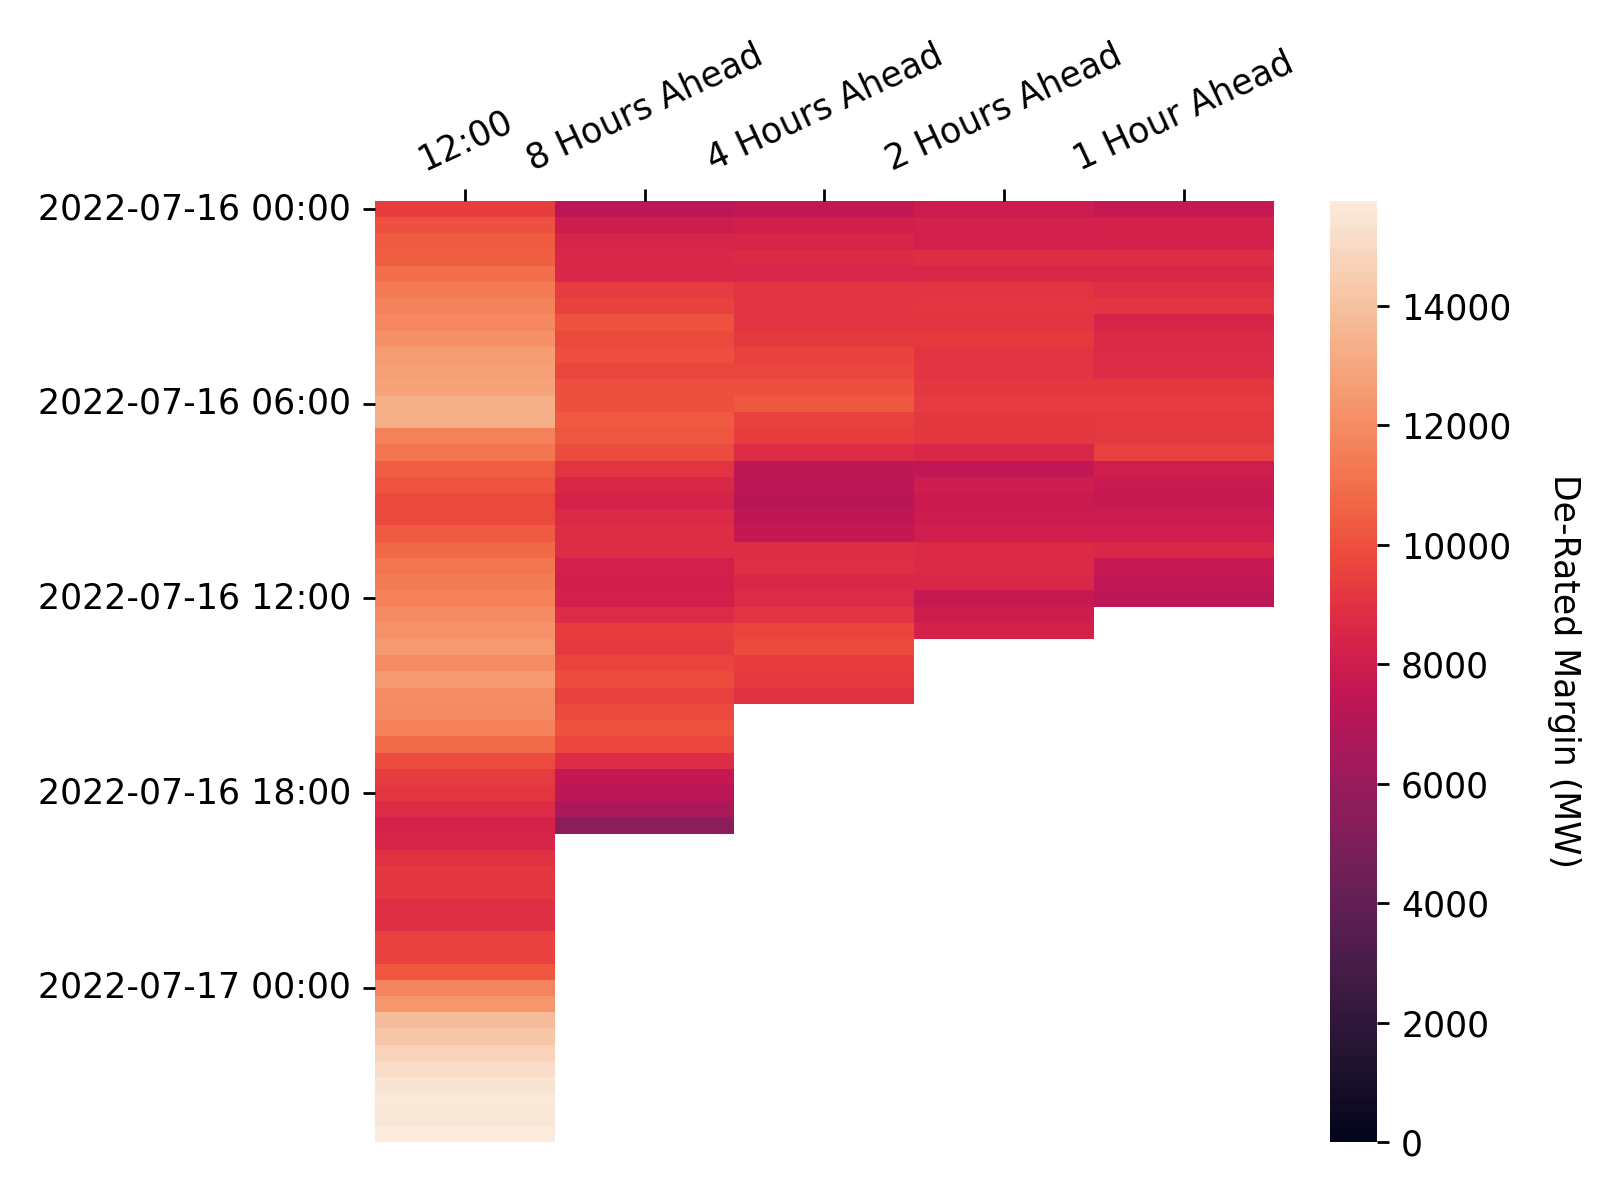 12:00
8 Hours Ahead
4 Hours Ahead
2 Hours Ahead
1 Hour Ahead
2022-07-16 00:00
2022-07-16 06:00
2022-07-16 12:00
2022-07-16 18:00
2022-07-17 00:00
14000
12000
10000
8000
6000
4000
2000
0
De-Rated Margin (MW)